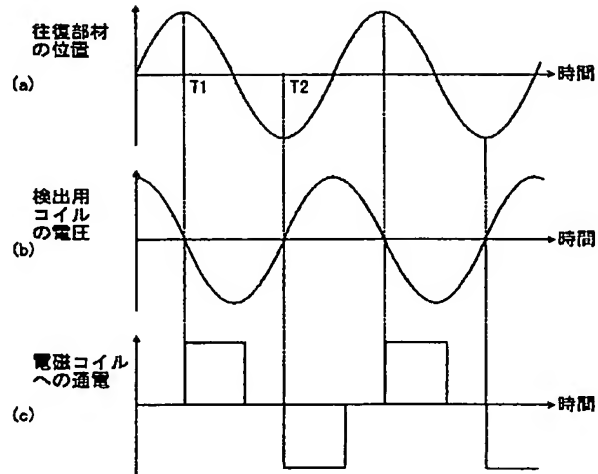 往復部材
の位置
(a)
T1
T2
時間
検出用
コイル
の電圧
(b)
時間
電磁コイル
への通電
(c)
時間